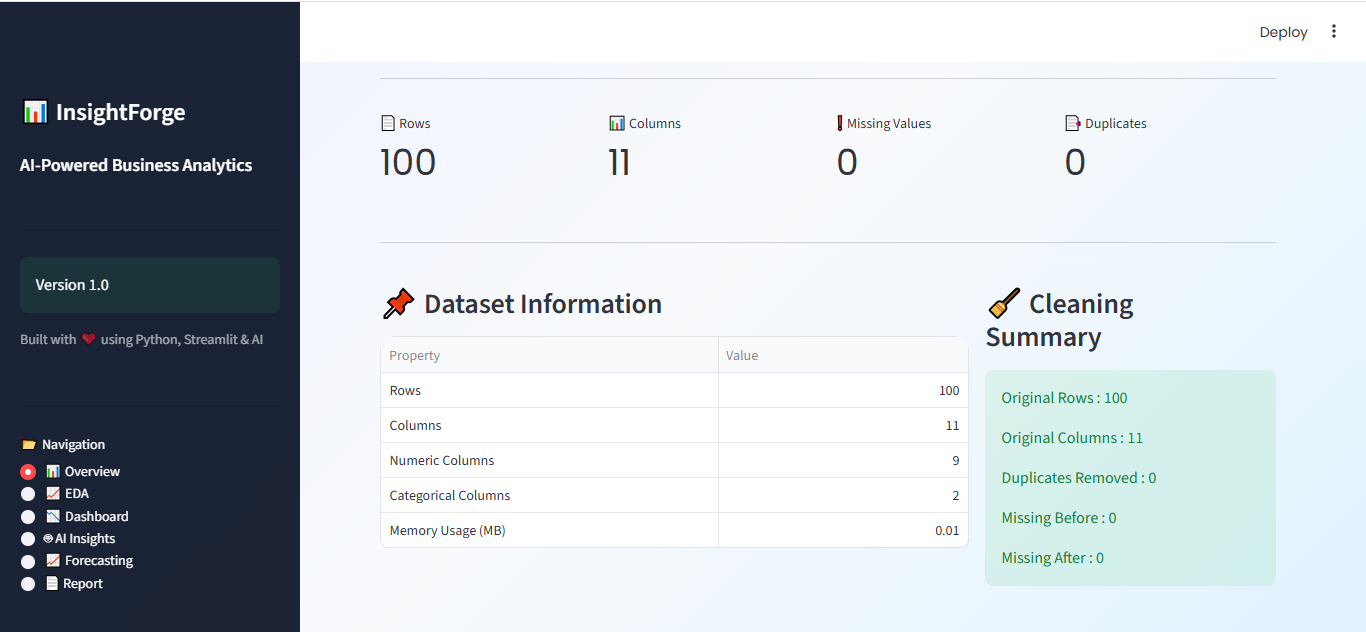 Deploy
InsightForge
AI-Powered Business Analytics
Version 1.0
Built with ❤️ using Python, Streamlit & AI
Navigation
Overview
EDA
Dashboard
AI Insights
Forecasting
Report
Rows
100
Columns
11
Missing Values
0
Duplicates
0
Dataset Information
Property Value
Rows 100
Columns 11
Numeric Columns 9
Categorical Columns 2
Memory Usage (MB) 0.01
Cleaning
Summary
Original Rows : 100
Original Columns : 11
Duplicates Removed : 0
Missing Before : 0
Missing After : 0